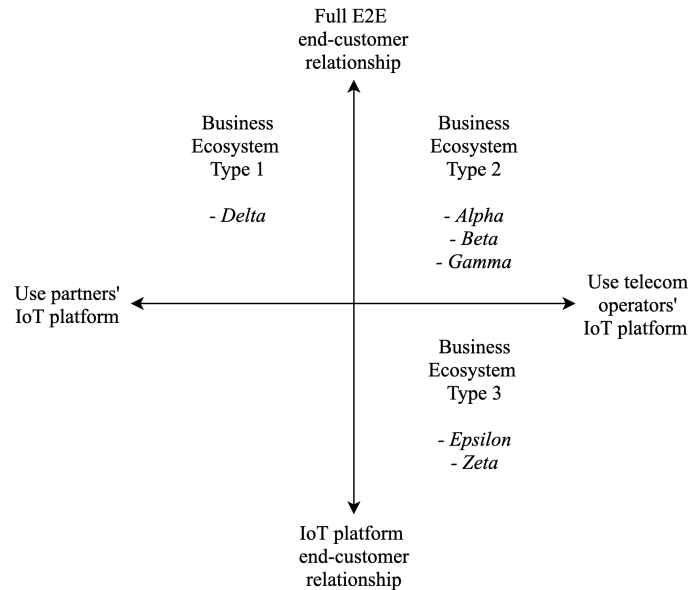 Full E2E
end-customer
relationship
Business
Ecosystem
Type 1
- Delta
Business
Ecosystem
Type 2
- Alpha
- Beta
- Gamma
Use partners'
IoT platform
Use telecom
operators'
IoT platform
Business
Ecosystem
Type 3
- Epsilon
- Zeta
IoT platform
end-customer
relationship